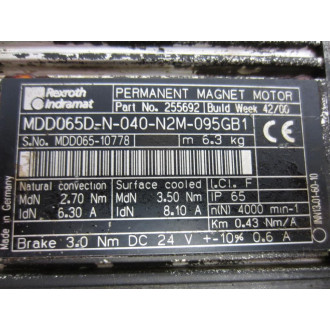 Rexroth
Indramat
PERMANENT MAGNET MOTOR
Part No. 255692 Build Week 42/00
MDD065D-N-040-N2M-095GB1
S.No. MDD065-10778 m 6.3 kg
Natural convection Surface cooled I.Cl. F
MdN 2.70 Nm MdN 3.50 Nm IP 65
IdN 6.30 A IdN 8.10 A n(N) 4000 min-1
Km 0.43 Nm/A
Brake 3.0 Nm DC 24 V +-10% 0.6 A
Made in Germany